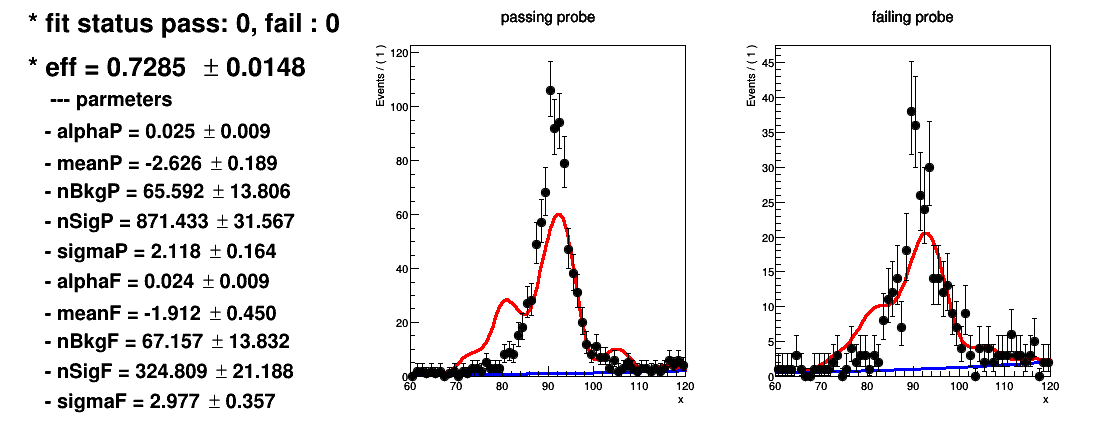 * fit status pass: 0, fail : 0
* eff = 0.7285 ± 0.0148
--- parmeters
- alphaP = 0.025 ± 0.009
- meanP = -2.626 ± 0.189
- nBkgP = 65.592 ± 13.806
- nSigP = 871.433 ± 31.567
- sigmaP = 2.118 ± 0.164
- alphaF = 0.024 ± 0.009
- meanF = -1.912 ± 0.450
- nBkgF = 67.157 ± 13.832
- nSigF = 324.809 ± 21.188
- sigmaF = 2.977 ± 0.357
passing probe
Events / ( 1 )
120
100
80
60
40
20
0
60 70 80 90 100 110 120
x
failing probe
Events / ( 1 )
45
40
35
30
25
20
15
10
5
0
60 70 80 90 100 110 120
x